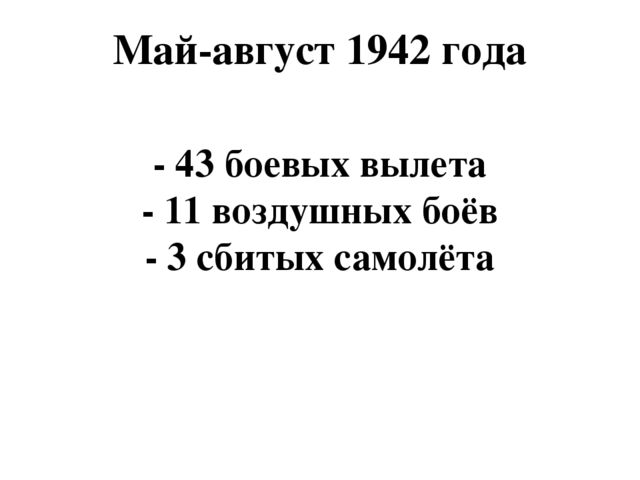 Май-август 1942 года
- 43 боевых вылета
- 11 воздушных боёв
- 3 сбитых самолёта